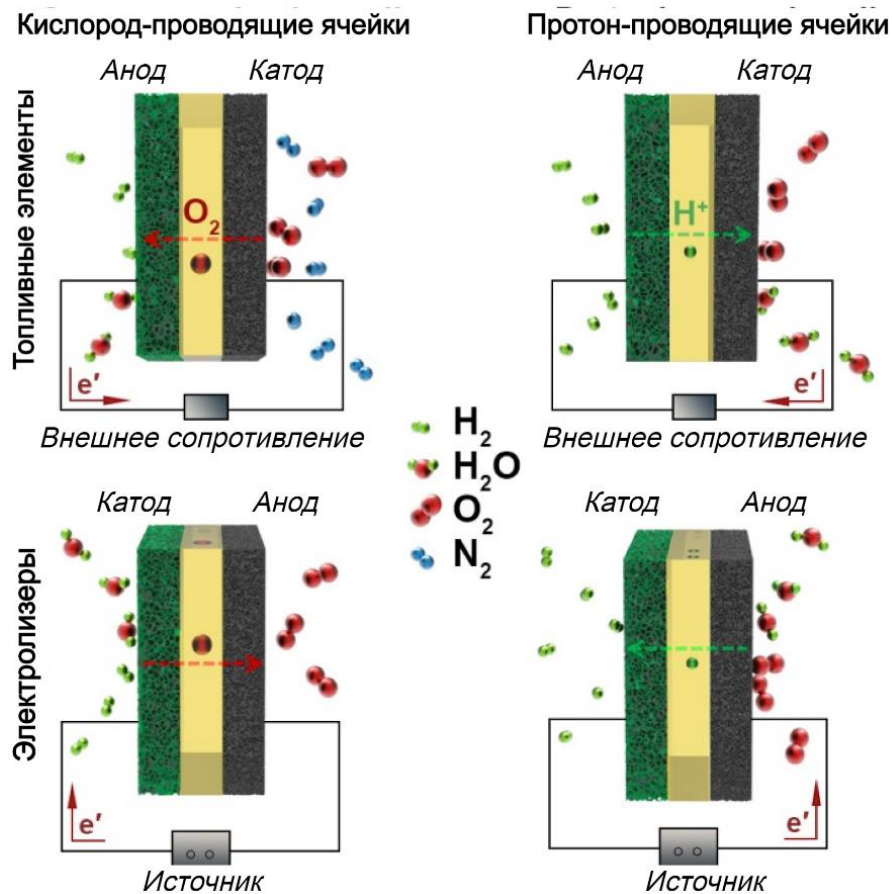 Кислород-проводящие ячейки
Протон-проводящие ячейки
Анод
Катод
Анод
Катод
Топливные элементы
O₂
H⁺
e′
e′
Внешнее сопротивление
Внешнее сопротивление
H₂
H₂O
O₂
N₂
Катод
Анод
Катод
Анод
Электролизеры
e′
e′
Источник
Источник